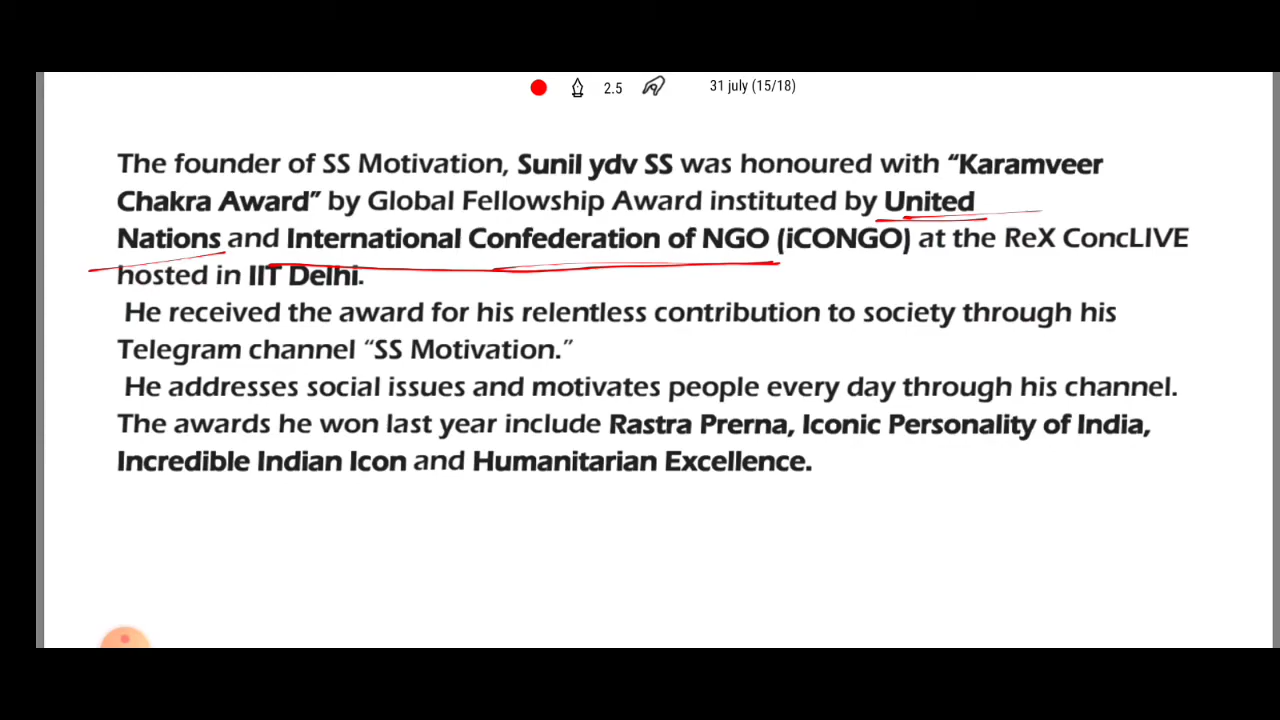 2.5 31 july (15/18)
The founder of SS Motivation, Sunil ydv SS was honoured with “Karamveer
Chakra Award” by Global Fellowship Award instituted by United
Nations and International Confederation of NGO (iCONGO) at the ReX ConcLIVE
hosted in IIT Delhi.
He received the award for his relentless contribution to society through his
Telegram channel “SS Motivation.”
He addresses social issues and motivates people every day through his channel.
The awards he won last year include Rastra Prerna, Iconic Personality of India,
Incredible Indian Icon and Humanitarian Excellence.